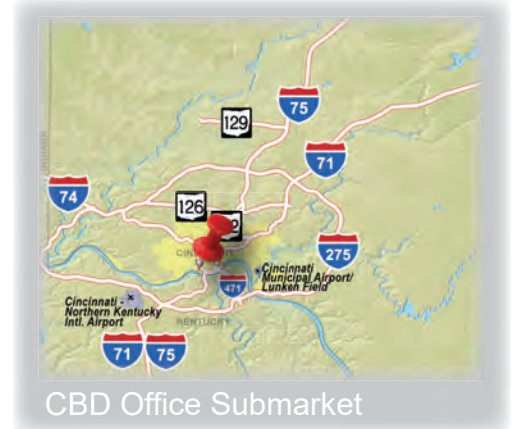 75
129
71
74
126
275
Cincinnati
Municipal Airport/
Lunken Field
471
Cincinnati -
Northern Kentucky
Intl. Airport
KENTUCKY
71 75
CBD Office Submarket